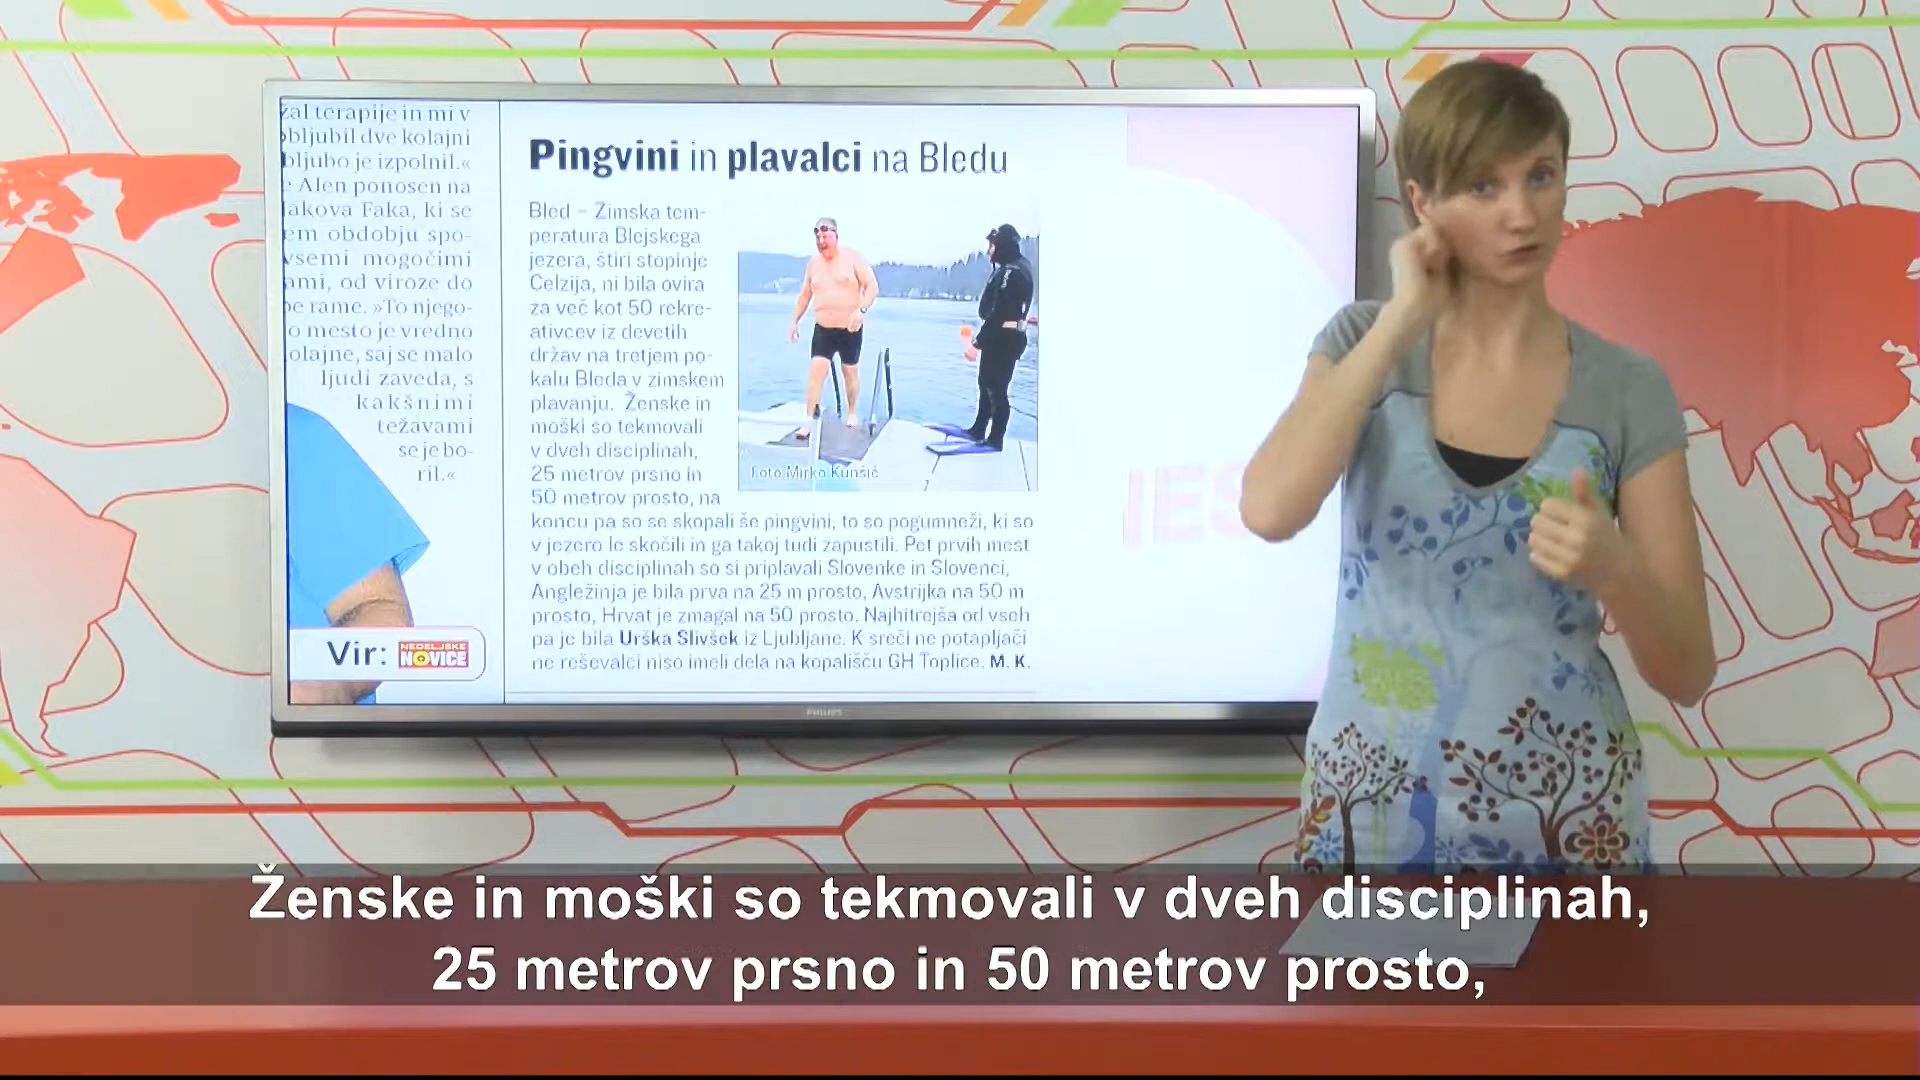 žal terapije in mi v
obljubil dve kolajni
obljubo je izpolnil.«
Alen ponosen na
Jakova Faka, ki se
em obdobju spo-
vsemi mogočimi
ami, od viroze do
be rame. »To njego-
o mesto je vredno
kolajne, saj se malo
ljudi zaveda, s
kakšnimi
težavami
se je bo-
ril.«
Vir: NEDELJSKE
NOVICE
Pingvini in plavalci na Bledu
Bled – Zimska tem-
peratura Blejskega
jezera, štiri stopinje
Celzija, ni bila ovira
za več kot 50 rekre-
ativcev iz devetih
držav na tretjem po-
kalu Bleda v zimskem
plavanju. Ženske in
moški so tekmovali
v dveh disciplinah,
25 metrov prsno in
50 metrov prosto, na
koncu pa so se skopali še pingvini, to so pogumneži, ki so
v jezero le skočili in ga takoj tudi zapustili. Pet prvih mest
v obeh disciplinah so si priplavali Slovenke in Slovenci,
Angležinja je bila prva na 25 m prosto, Avstrijka na 50 m
prosto, Hrvat je zmagal na 50 prosto. Najhitrejša od vseh
pa je bila Urška Slivšek iz Ljubljane. K sreči ne potapljači
ne reševalci niso imeli dela na kopališču GH Toplice. M. K.
Foto Mirko Kunšič
PHILIPS
Ženske in moški so tekmovali v dveh disciplinah,
25 metrov prsno in 50 metrov prosto,